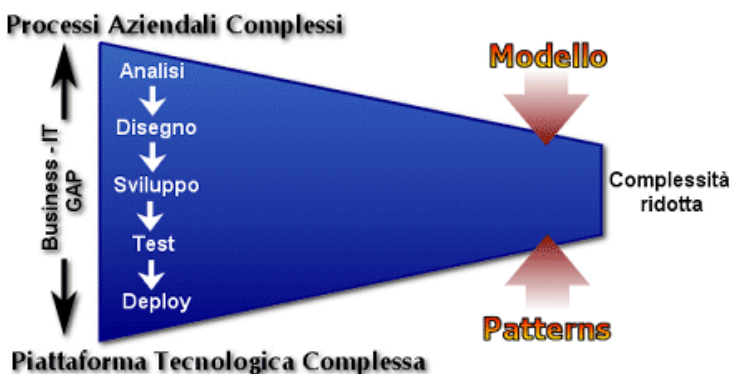 Processi Aziendali Complessi
Business - IT
GAP
Analisi
Disegno
Sviluppo
Test
Deploy
Modello
Patterns
Complessità
ridotta
Piattaforma Tecnologica Complessa